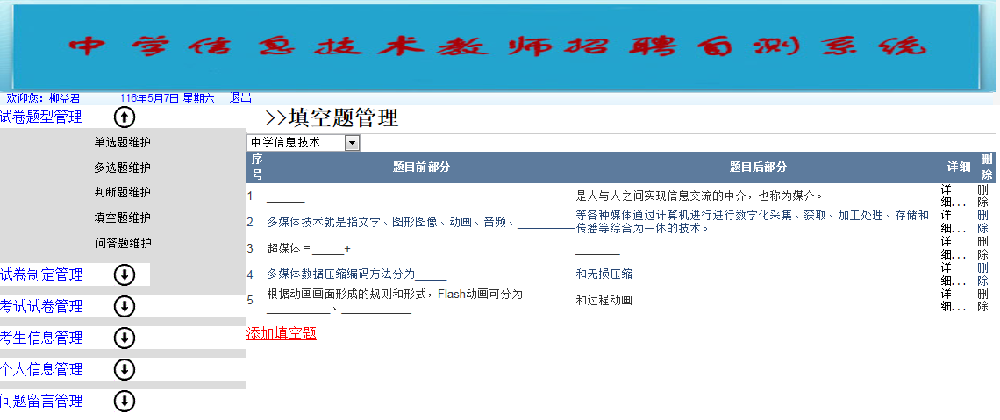 中学信息技术教师招聘自测系统
欢迎您：柳益君 116年5月7日 星期六 退出
试卷题型管理
单选题维护
多选题维护
判断题维护
填空题维护
问答题维护
试卷制定管理
考试试卷管理
考生信息管理
个人信息管理
问题留言管理
>>填空题管理
中学信息技术
序号 题目前部分 题目后部分 详细 删除
1 ______ 是人与人之间实现信息交流的中介，也称为媒介。 详细... 删除
2 多媒体技术就是指文字、图形图像、动画、音频、_________ 等各种媒体通过计算机进行进行数字化采集、获取、加工处理、存储和
传播等综合为一体的技术。 详细... 删除
3 超媒体＝_____+ _______ 详细... 删除
4 多媒体数据压缩编码方法分为_____ 和无损压缩 详细... 删除
5 根据动画画面形成的规则和形式，Flash动画可分为
__________、___________ 和过程动画 详细... 删除
添加填空题